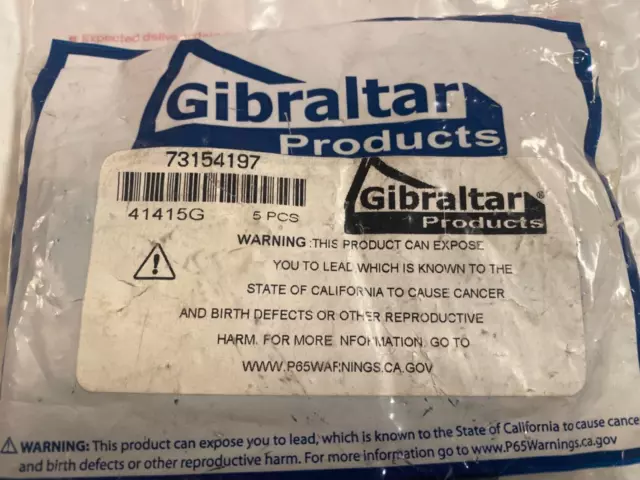 Expected delive
Gibraltar
Products
73154197
41415G 5 PCS
Gibraltar®
Products
WARNING :THIS PRODUCT CAN EXPOSE
YOU TO LEAD WHICH IS KNOWN TO THE
STATE OF CALIFORNIA TO CAUSE CANCER
AND BIRTH DEFECTS OR OTHER REPRODUCTIVE
HARM. FOR MORE INFORMATION GO TO
WWW.P65WARNINGS.CA.GOV
WARNING: This product can expose you to lead, which is known to the State of California to cause cance
and birth defects or other reproductive harm. For more information go to www.P65Warnings.ca.gov